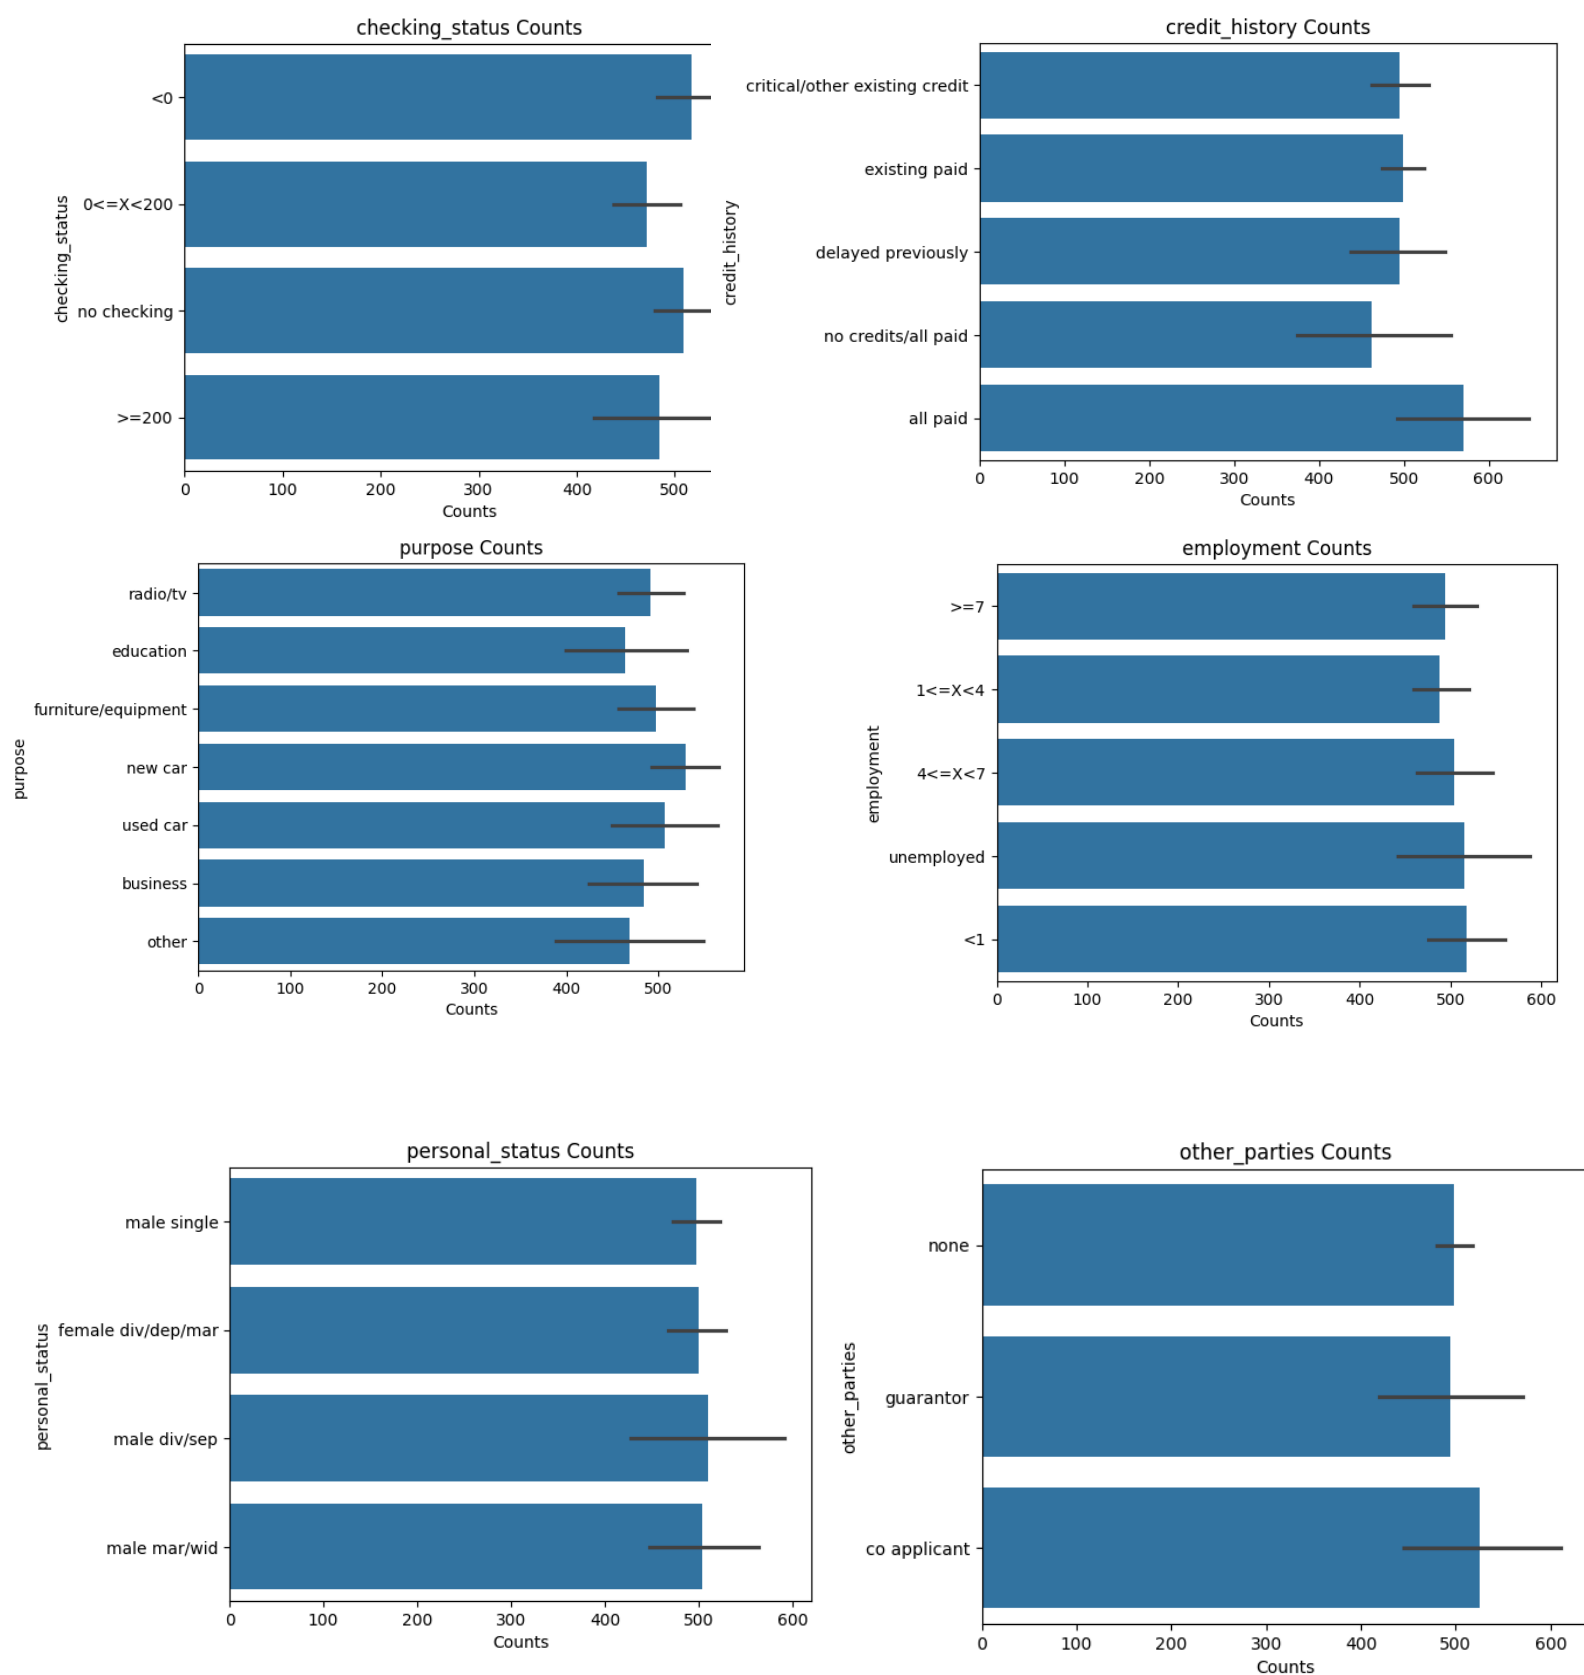 checking_status Counts
checking_status
<0
0<=X<200
no checking
>=200
0 100 200 300 400 500
Counts
credit_history Counts
credit_history
critical/other existing credit
existing paid
delayed previously
no credits/all paid
all paid
0 100 200 300 400 500 600
Counts
purpose Counts
purpose
radio/tv
education
furniture/equipment
new car
used car
business
other
0 100 200 300 400 500
Counts
employment Counts
employment
>=7
1<=X<4
4<=X<7
unemployed
<1
0 100 200 300 400 500 600
Counts
personal_status Counts
personal_status
male single
female div/dep/mar
male div/sep
male mar/wid
0 100 200 300 400 500 600
Counts
other_parties Counts
other_parties
none
guarantor
co applicant
0 100 200 300 400 500 600
Counts